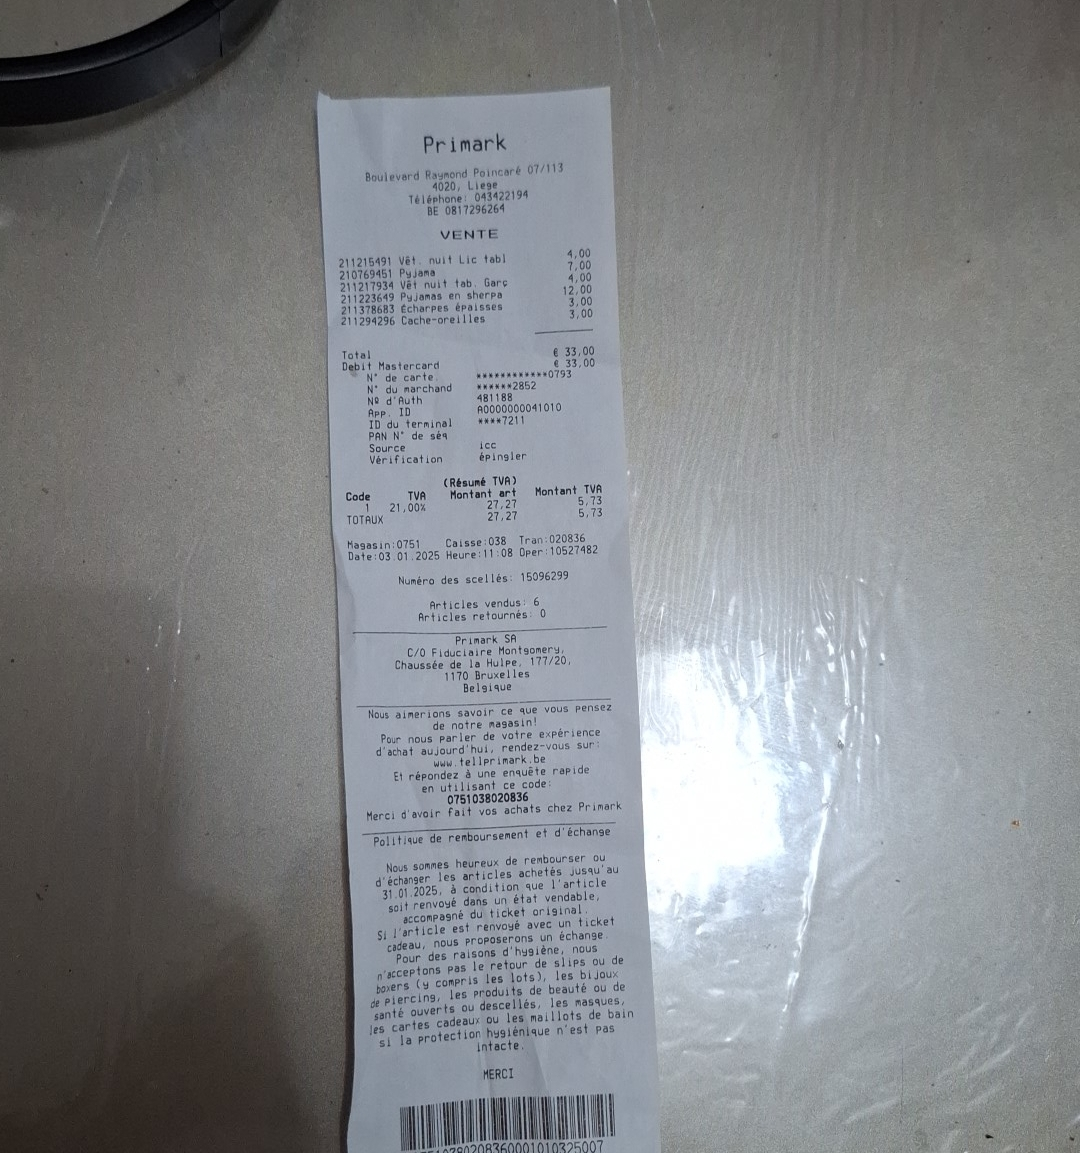 Primark
Boulevard Raymond Poincaré 07/113
4020, Liege
Téléphone: 043422194
BE 0817296264
VENTE
211215491 Vêt. nuit Lic tabl 4,00
210769451 Pyjama 7,00
211217934 Vêt nuit tab. Garç 4,00
211223649 Pyjamas en sherpa 12,00
211378683 Écharpes épaisses 3,00
211294296 Cache-oreilles 3,00
Total € 33,00
Debit Mastercard € 33,00
N° de carte. ************0793
N° du marchand ******2852
Nº d'Auth 481188
App. ID A0000000041010
ID du terminal ****7211
PAN N° de séq
Source icc
Vérification épingler
(Résumé TVA)
Code TVA Montant art Montant TVA
1 21,00% 27,27 5,73
TOTAUX 27,27 5,73
Magasin:0751 Caisse:038 Tran:020836
Date:03.01.2025 Heure:11:08 Oper:10527482
Numéro des scellés: 15096299
Articles vendus: 6
Articles retournés: 0
Primark SA
C/O Fiduciaire Montgomery,
Chaussée de la Hulpe, 177/20,
1170 Bruxelles
Belgique
Nous aimerions savoir ce que vous pensez
de notre magasin!
Pour nous parler de votre expérience
d'achat aujourd'hui, rendez-vous sur:
www.tellprimark.be
Et répondez à une enquête rapide
en utilisant ce code:
0751038020836
Merci d'avoir fait vos achats chez Primark
Politique de remboursement et d'échange
Nous sommes heureux de rembourser ou
d'échanger les articles achetés jusqu'au
31.01.2025, à condition que l'article
soit renvoyé dans un état vendable,
accompagné du ticket original.
Si l'article est renvoyé avec un ticket
cadeau, nous proposerons un échange.
Pour des raisons d'hygiène, nous
n'acceptons pas le retour de slips ou de
boxers (y compris les lots), les bijoux
de piercing, les produits de beauté ou de
santé ouverts ou descellés, les masques,
les cartes cadeaux ou les maillots de bain
si la protection hygiénique n'est pas
intacte.
MERCI